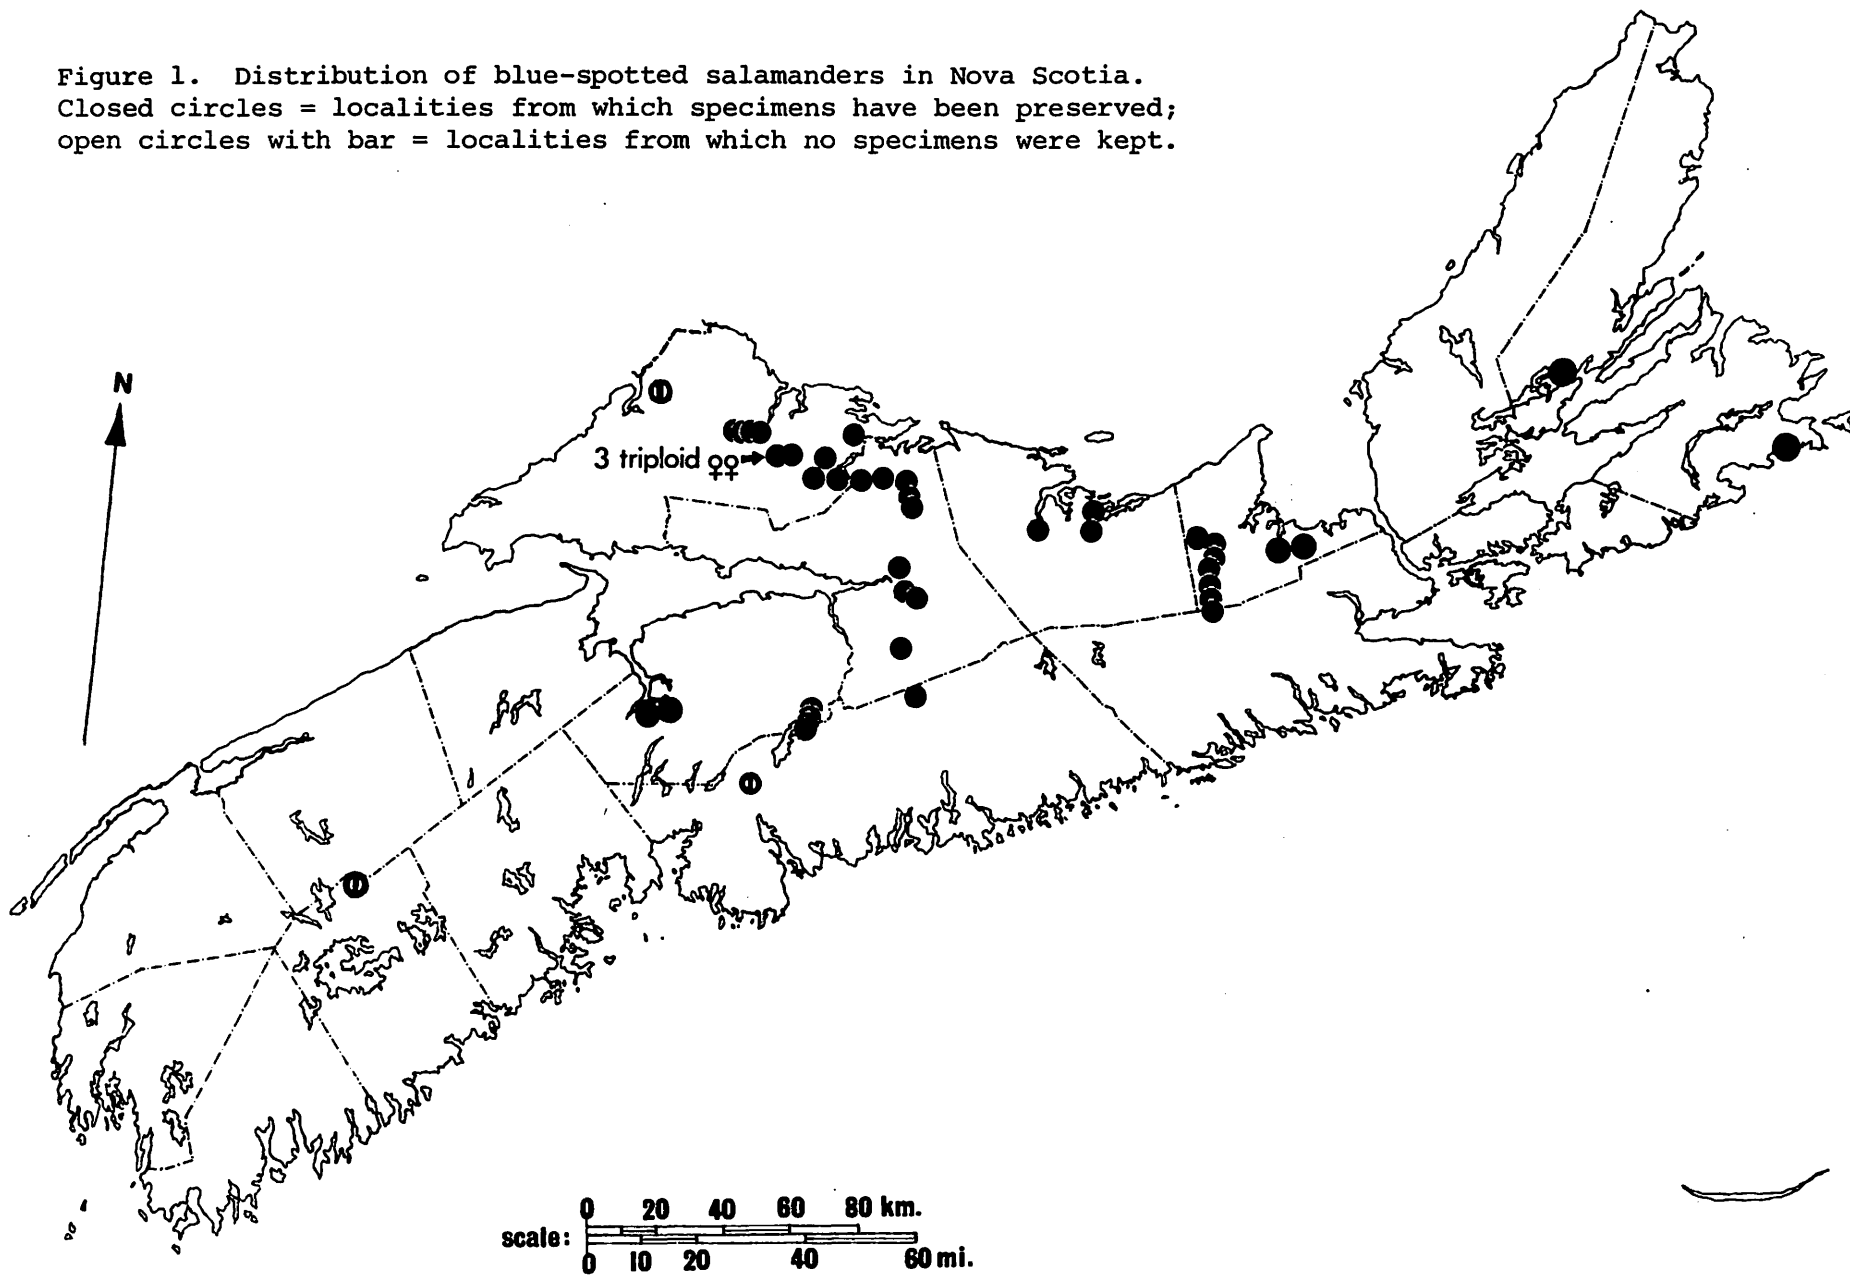 Figure 1. Distribution of blue-spotted salamanders in Nova Scotia.
Closed circles = localities from which specimens have been preserved;
open circles with bar = localities from which no specimens were kept.
N
3 triploid ♀♀
0 20 40 60 80 km.
scale:
0 10 20 40 60 mi.